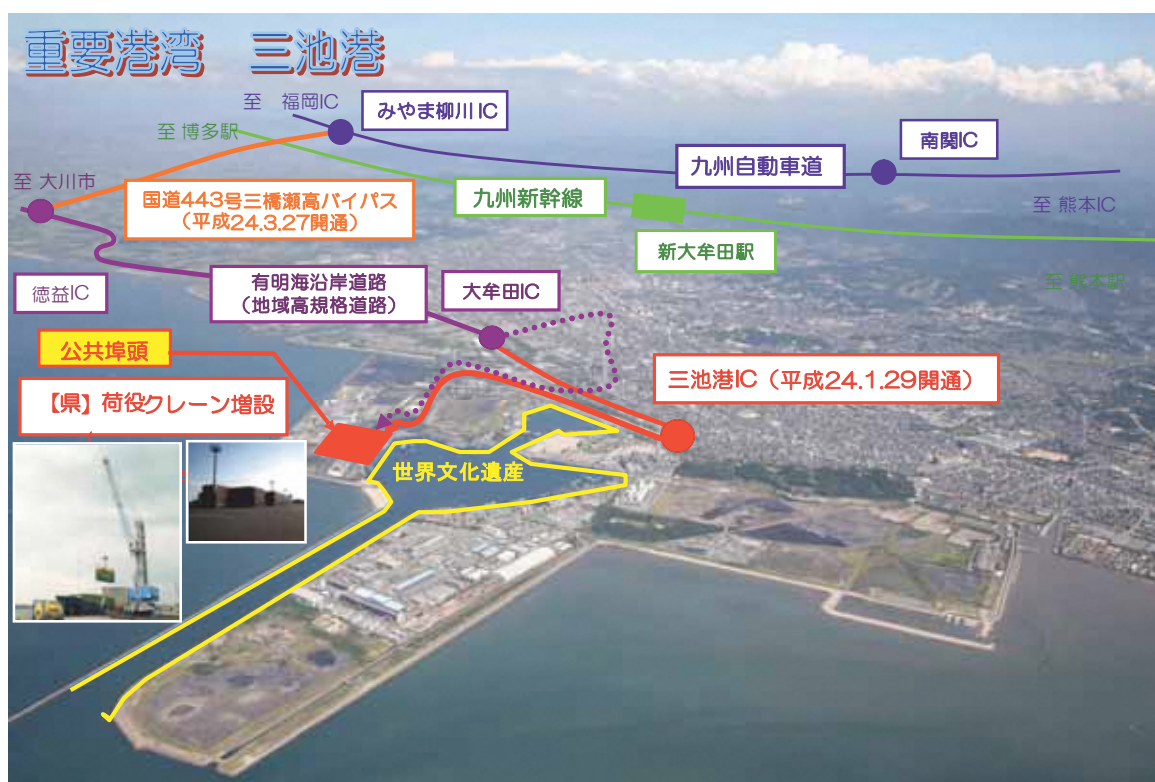 重要港湾　三池港
至　福岡IC
みやま柳川IC
至 博多駅
南関IC
九州自動車道
至 大川市
国道443号三橋瀬高バイパス
（平成24.3.27開通）
九州新幹線
至 熊本IC
新大牟田駅
有明海沿岸道路
（地域高規格道路）
大牟田IC
徳益IC
至 熊本駅
公共埠頭
三池港IC（平成24.1.29開通）
【県】荷役クレーン増設
世界文化遺産